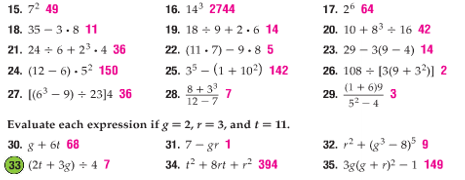 15. 7² 49 16. 14³ 2744 17. 2⁶ 64
18. 35 − 3 · 8 11 19. 18 ÷ 9 + 2 · 6 14 20. 10 + 8³ ÷ 16 42
21. 24 ÷ 6 + 2³ · 4 36 22. (11 · 7) − 9 · 8 5 23. 29 − 3(9 − 4) 14
24. (12 − 6) · 5² 150 25. 3⁵ − (1 + 10²) 142 26. 108 ÷ [3(9 + 3²)] 2
27. [(6³ − 9) ÷ 23]4 36 28. (8 + 3³)/(12 − 7) 7 29. ((1 + 6)9)/(5² − 4) 3
Evaluate each expression if g = 2, r = 3, and t = 11.
30. g + 6t 68 31. 7 − gr 1 32. r² + (g³ − 8)⁵ 9
33 (2t + 3g) ÷ 4 7 34. t² + 8rt + r² 394 35. 3g(g + r)² − 1 149